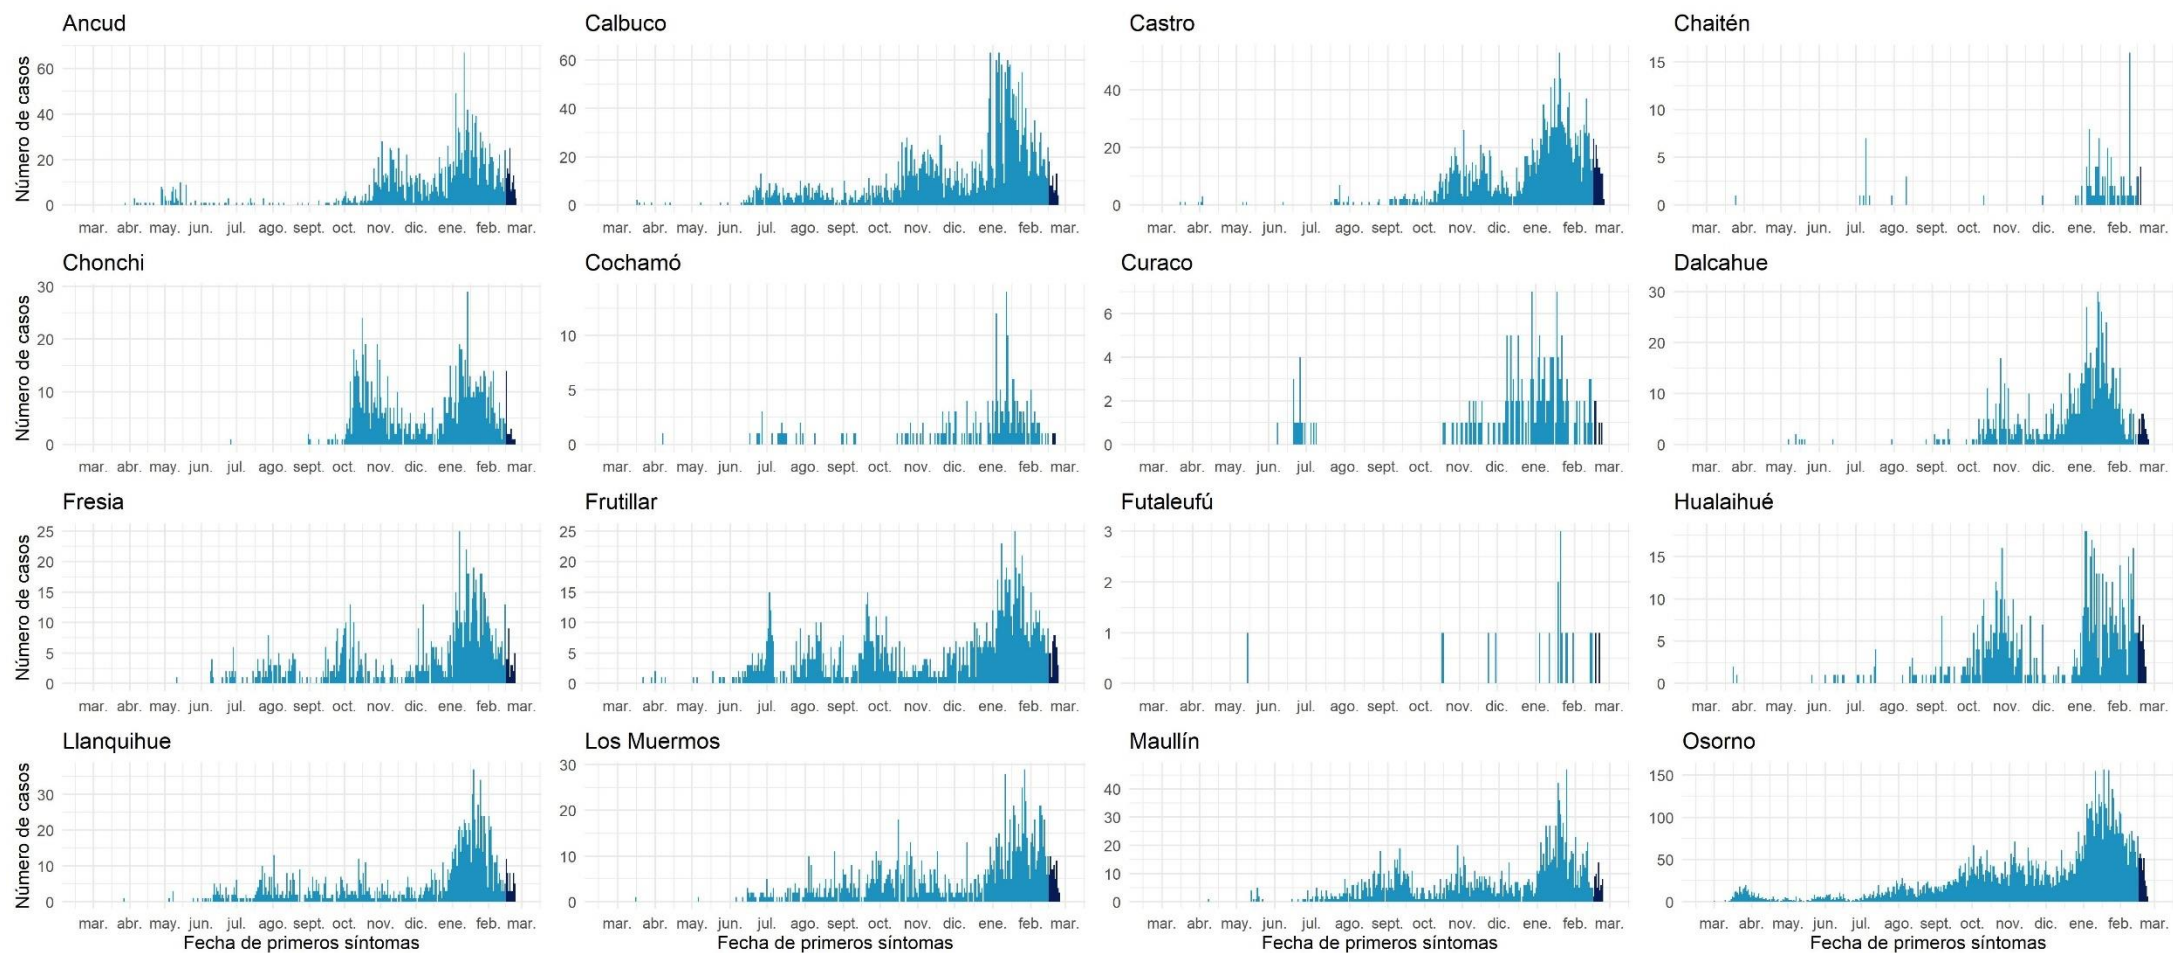 Ancud
Calbuco
Castro
Chaitén
Número de casos
60
40
20
0
60
40
20
0
40
20
0
15
10
5
0
mar. abr. may. jun. jul. ago. sept. oct. nov. dic. ene. feb. mar.
mar. abr. may. jun. jul. ago. sept. oct. nov. dic. ene. feb. mar.
mar. abr. may. jun. jul. ago. sept. oct. nov. dic. ene. feb. mar.
mar. abr. may. jun. jul. ago. sept. oct. nov. dic. ene. feb. mar.
Chonchi
Cochamó
Curaco
Dalcahue
Número de casos
30
20
10
0
10
5
0
6
4
2
0
30
20
10
0
mar. abr. may. jun. jul. ago. sept. oct. nov. dic. ene. feb. mar.
mar. abr. may. jun. jul. ago. sept. oct. nov. dic. ene. feb. mar.
mar. abr. may. jun. jul. ago. sept. oct. nov. dic. ene. feb. mar.
mar. abr. may. jun. jul. ago. sept. oct. nov. dic. ene. feb. mar.
Fresia
Frutillar
Futaleufú
Hualaihué
Número de casos
25
20
15
10
5
0
25
20
15
10
5
0
3
2
1
0
15
10
5
0
mar. abr. may. jun. jul. ago. sept. oct. nov. dic. ene. feb. mar.
mar. abr. may. jun. jul. ago. sept. oct. nov. dic. ene. feb. mar.
mar. abr. may. jun. jul. ago. sept. oct. nov. dic. ene. feb. mar.
mar. abr. may. jun. jul. ago. sept. oct. nov. dic. ene. feb. mar.
Llanquihue
Los Muermos
Maullín
Osorno
Número de casos
30
20
10
0
30
20
10
0
40
30
20
10
0
150
100
50
0
mar. abr. may. jun. jul. ago. sept. oct. nov. dic. ene. feb. mar.
mar. abr. may. jun. jul. ago. sept. oct. nov. dic. ene. feb. mar.
mar. abr. may. jun. jul. ago. sept. oct. nov. dic. ene. feb. mar.
mar. abr. may. jun. jul. ago. sept. oct. nov. dic. ene. feb. mar.
Fecha de primeros síntomas
Fecha de primeros síntomas
Fecha de primeros síntomas
Fecha de primeros síntomas